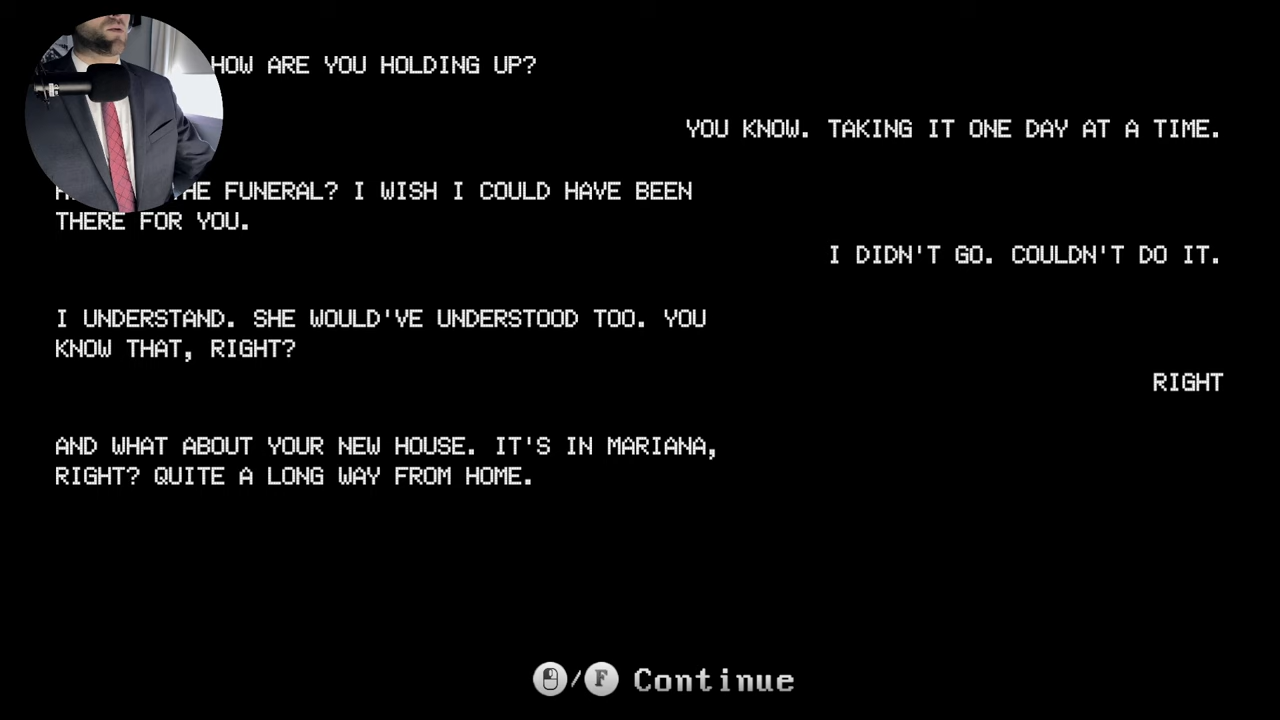 HOW ARE YOU HOLDING UP?
YOU KNOW. TAKING IT ONE DAY AT A TIME.
THE FUNERAL? I WISH I COULD HAVE BEEN
THERE FOR YOU.
I DIDN'T GO. COULDN'T DO IT.
I UNDERSTAND. SHE WOULD'VE UNDERSTOOD TOO. YOU
KNOW THAT, RIGHT?
RIGHT
AND WHAT ABOUT YOUR NEW HOUSE. IT'S IN MARIANA,
RIGHT? QUITE A LONG WAY FROM HOME.
/F Continue